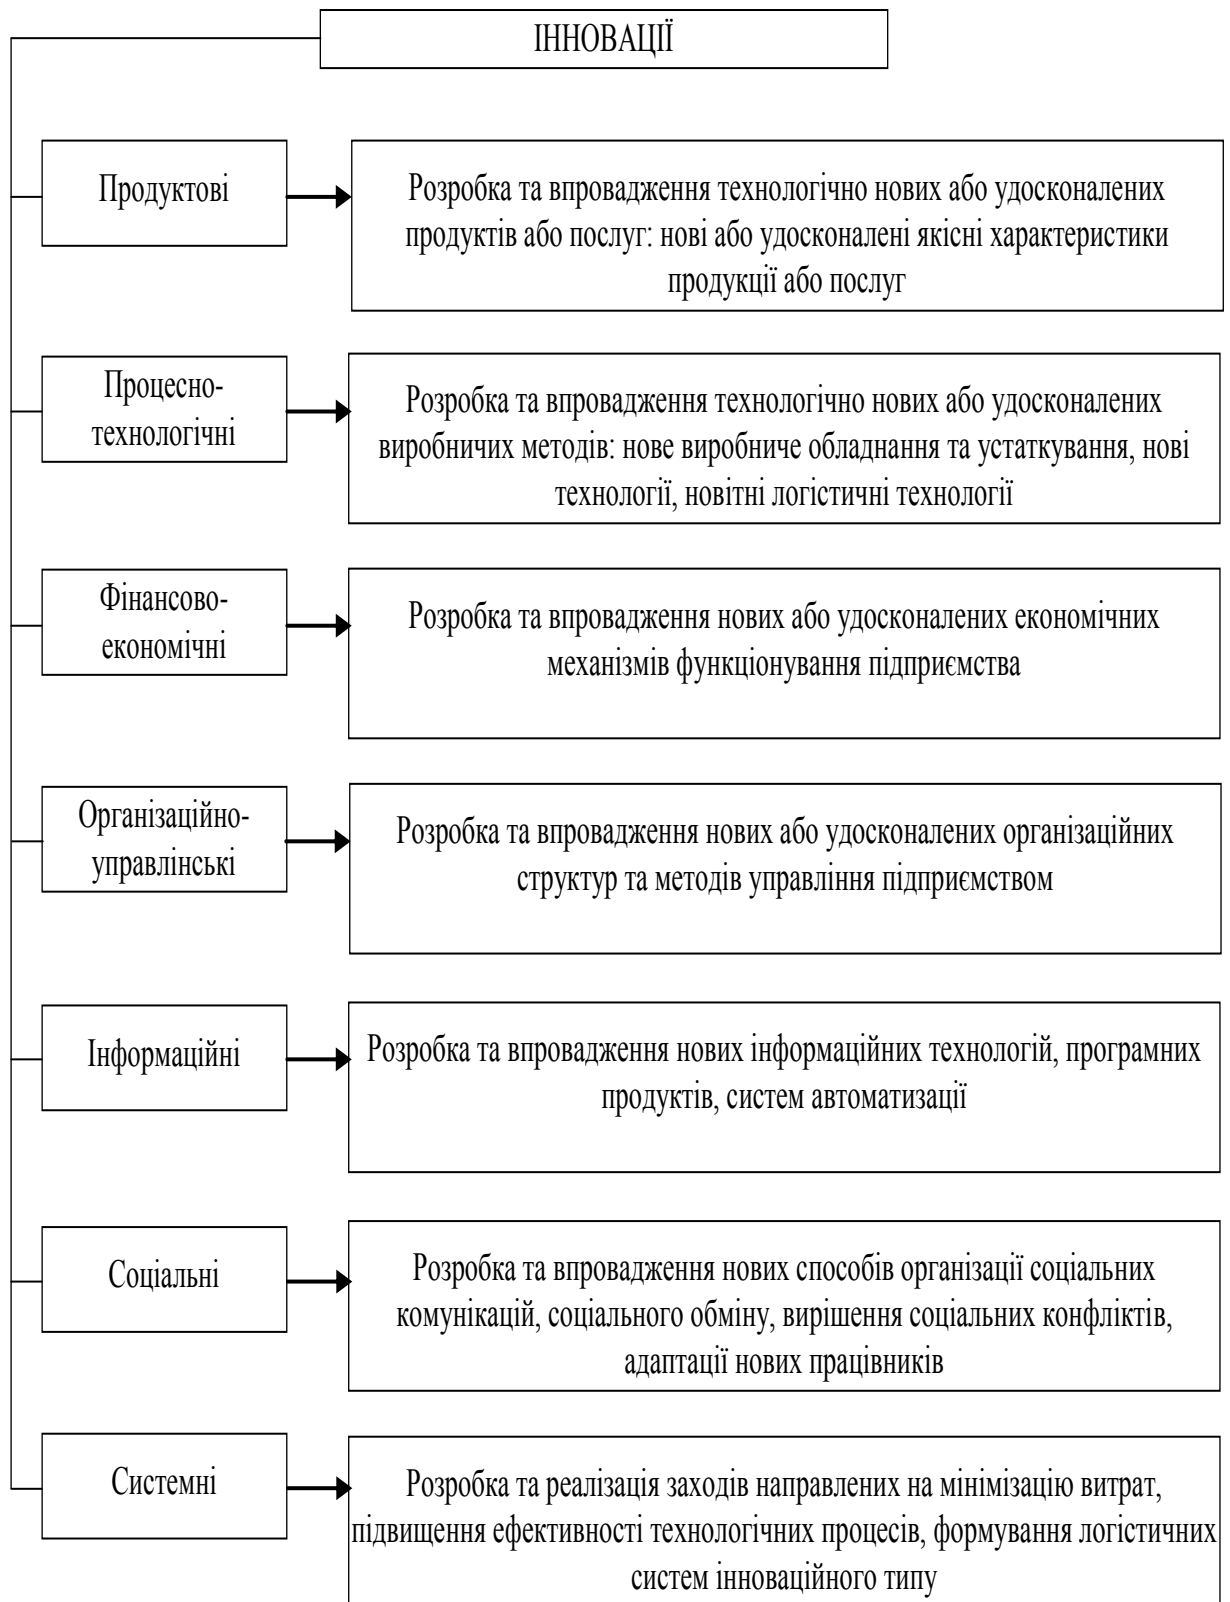 ІННОВАЦІЇ
Продуктові
Розробка та впровадження технологічно нових або удосконалених
продуктів або послуг: нові або удосконалені якісні характеристики
продукції або послуг
Процесно-
технологічні
Розробка та впровадження технологічно нових або удосконалених
виробничих методів: нове виробниче обладнання та устаткування, нові
технології, новітні логістичні технології
Фінансово-
економічні
Розробка та впровадження нових або удосконалених економічних
механізмів функціонування підприємства
Організаційно-
управлінські
Розробка та впровадження нових або удосконалених організаційних
структур та методів управління підприємством
Інформаційні
Розробка та впровадження нових інформаційних технологій, програмних
продуктів, систем автоматизації
Соціальні
Розробка та впровадження нових способів організації соціальних
комунікацій, соціального обміну, вирішення соціальних конфліктів,
адаптації нових працівників
Системні
Розробка та реалізація заходів направлених на мінімізацію витрат,
підвищення ефективності технологічних процесів, формування логістичних
систем інноваційного типу